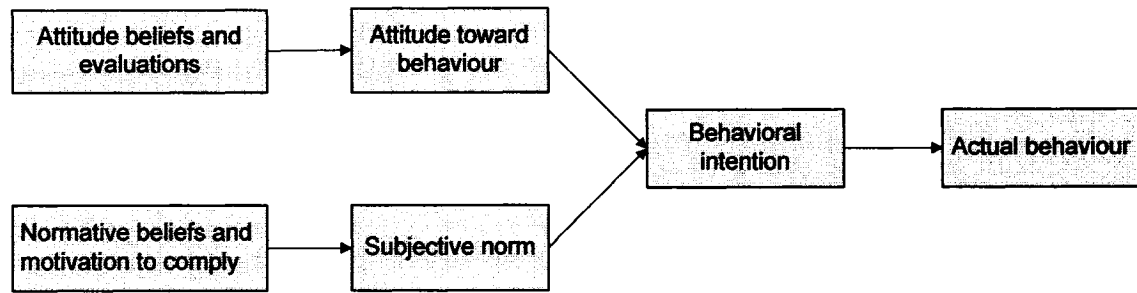 Attitude beliefs and
evaluations
Attitude toward
behaviour
Behavioral
intention
Actual behaviour
Normative beliefs and
motivation to comply
Subjective norm